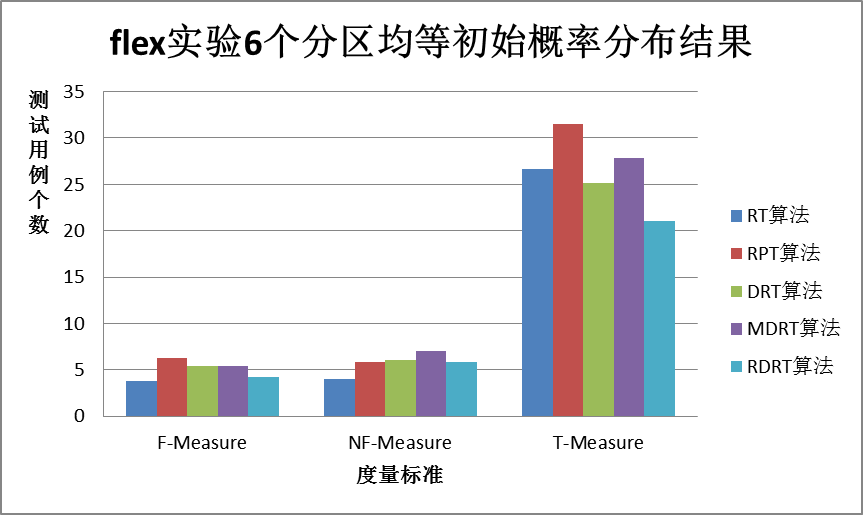 flex实验6个分区均等初始概率分布结果
测试用例个数
35
30
25
20
15
10
5
0
F-Measure
NF-Measure
T-Measure
度量标准
RT算法
RPT算法
DRT算法
MDRT算法
RDRT算法